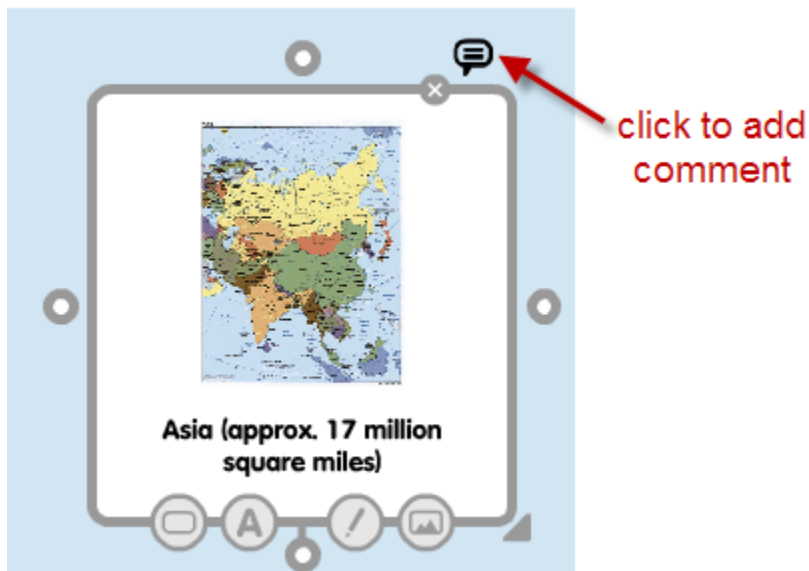 click to add
comment
Asia (approx. 17 million
square miles)
A